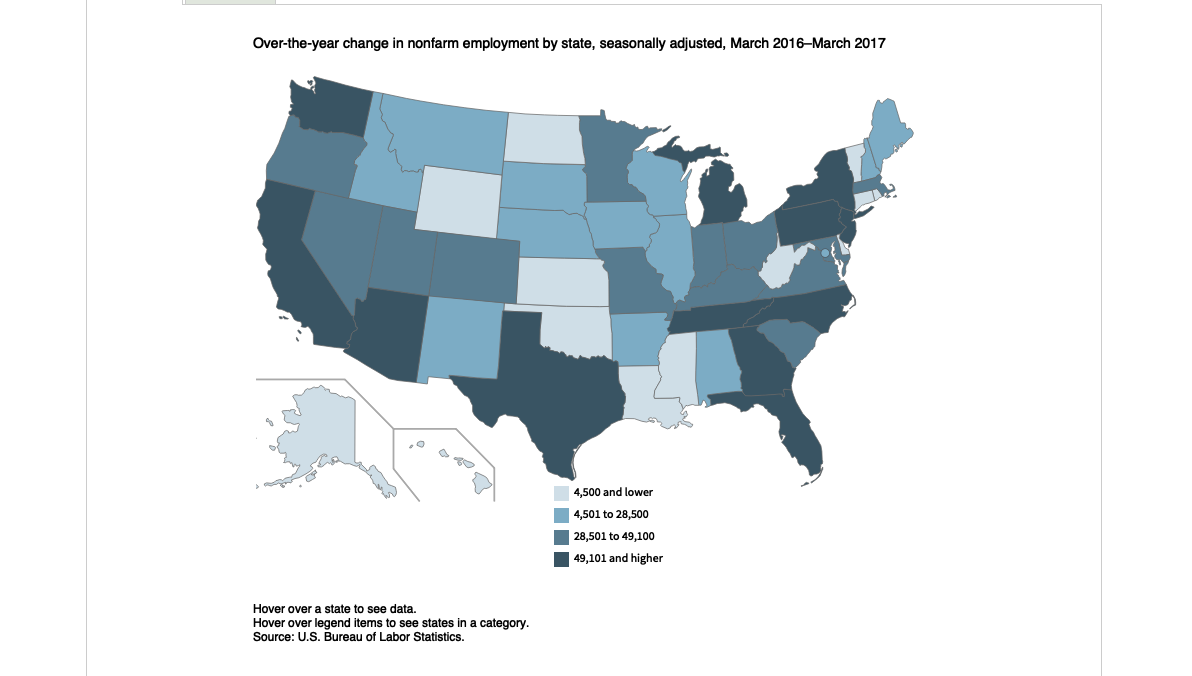 Over-the-year change in nonfarm employment by state, seasonally adjusted, March 2016–March 2017
4,500 and lower
4,501 to 28,500
28,501 to 49,100
49,101 and higher
Hover over a state to see data.
Hover over legend items to see states in a category.
Source: U.S. Bureau of Labor Statistics.